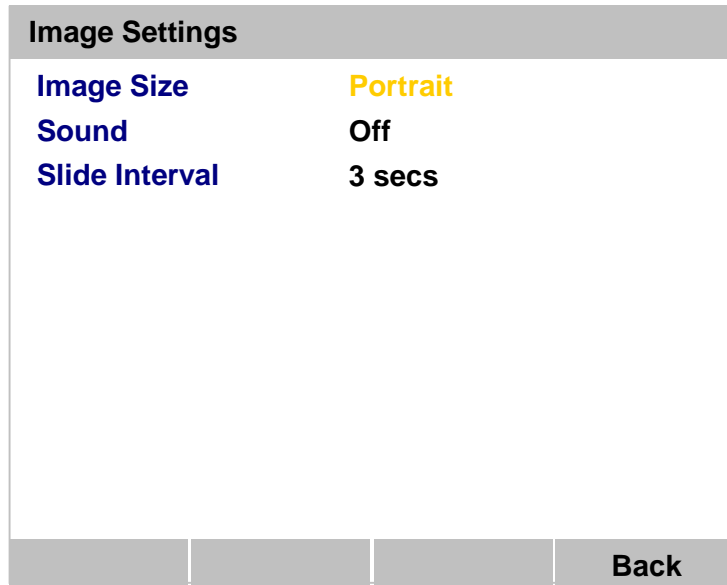 Image Settings
Image Size Portrait
Sound Off
Slide Interval 3 secs
Back